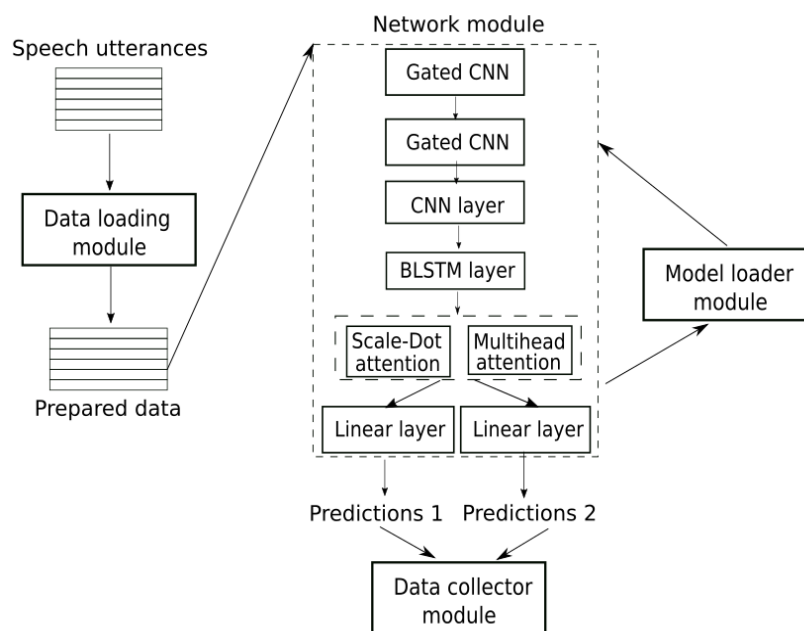 Network module
Speech utterances
Gated CNN
Gated CNN
Data loading
module
CNN layer
BLSTM layer
Model loader
module
Scale-Dot
attention
Multihead
attention
Prepared data
Linear layer
Linear layer
Predictions 1
Predictions 2
Data collector
module